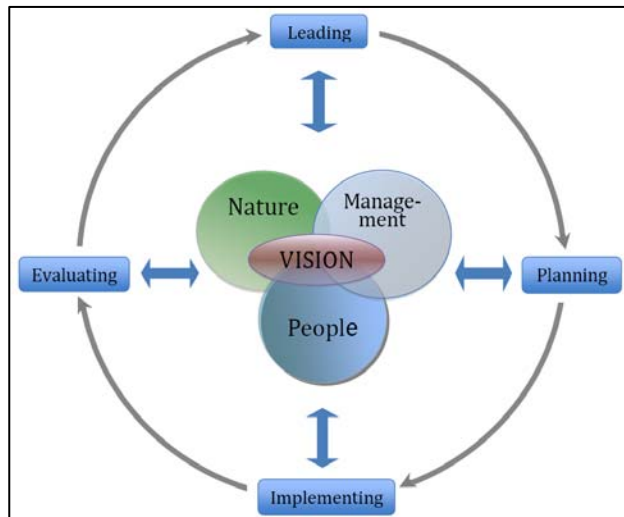 Leading
Nature
Manage-
ment
VISION
Evaluating
Planning
People
Implementing